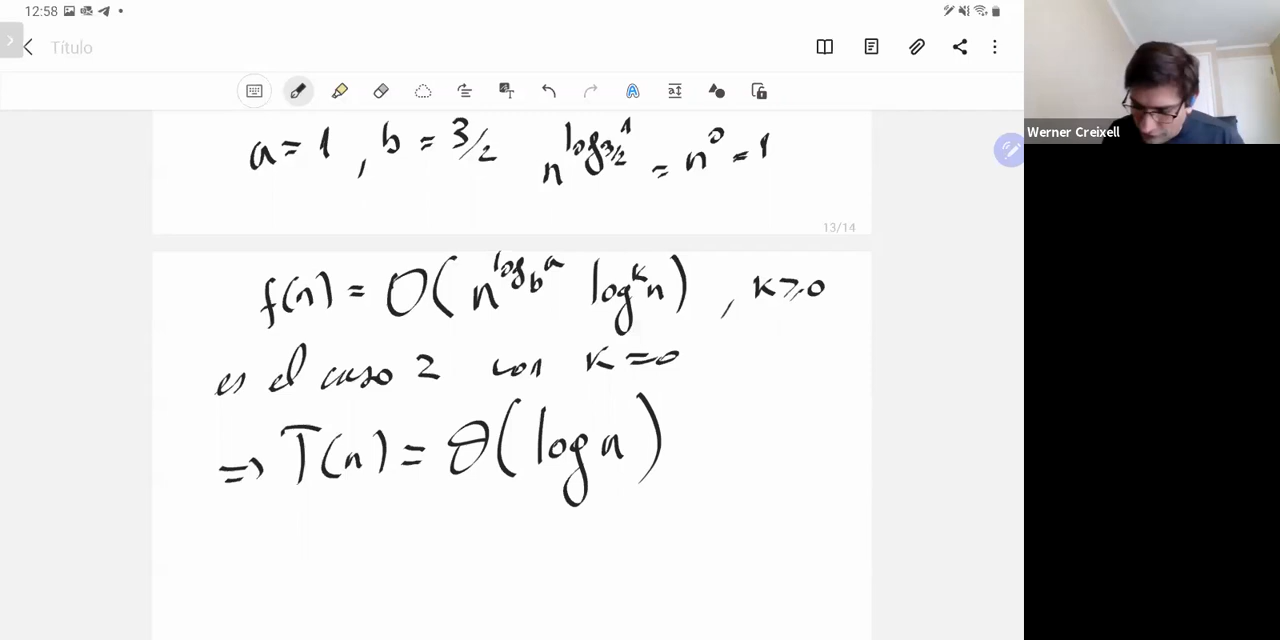 12:58
Título
Werner Creixell
a = 1 , b = 3/2 n^{log_{3/2} 1} = n^0 = 1
13/14
f(n) = O( n^{log_b a} log^k n ) , k ≥ 0
es el caso 2 con k = 0
=> T(n) = θ( log n )